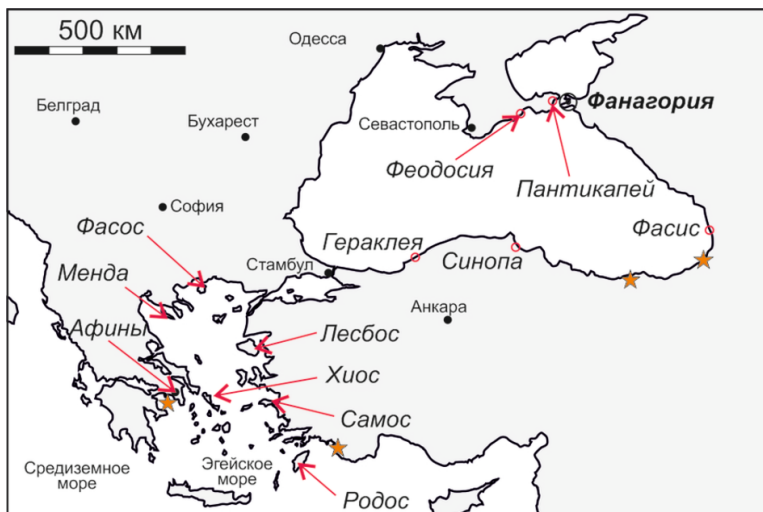 500 км
Одесса
Белград
Бухарест
Севастополь
Фанагория
Феодосия
Пантикапей
София
Фасос
Гераклея
Синопа
Фасис
Менда
Стамбул
Анкара
Афины
Лесбос
Хиос
Самос
Средиземное
море
Эгейское
море
Родос